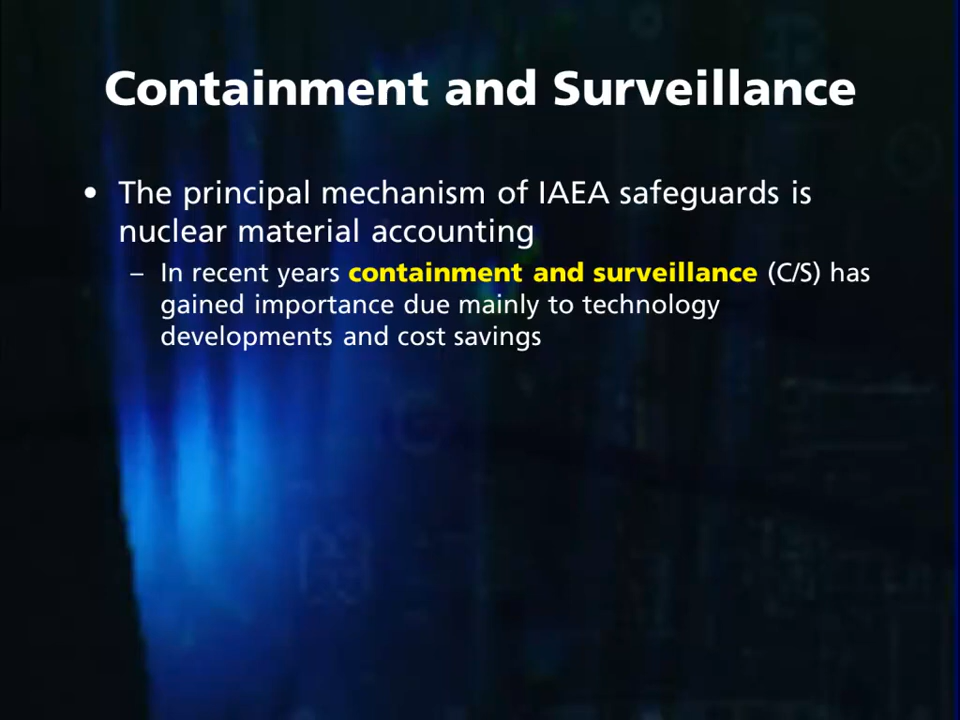 Containment and Surveillance
• The principal mechanism of IAEA safeguards is
nuclear material accounting
– In recent years containment and surveillance (C/S) has
gained importance due mainly to technology
developments and cost savings